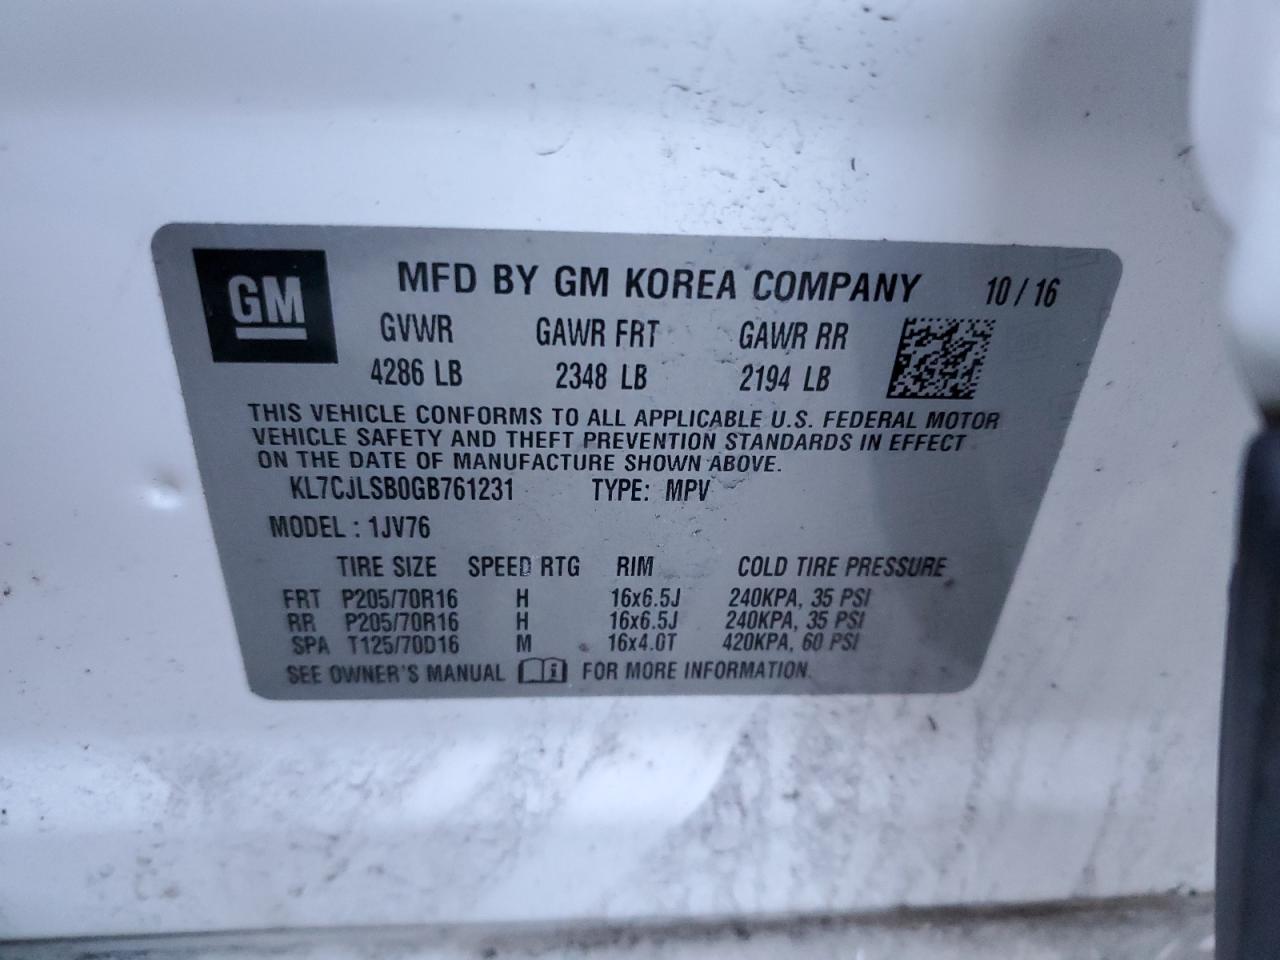 GM
MFD BY GM KOREA COMPANY 10/16
GVWR GAWR FRT GAWR RR
4286 LB 2348 LB 2194 LB
THIS VEHICLE CONFORMS TO ALL APPLICABLE U.S. FEDERAL MOTOR
VEHICLE SAFETY AND THEFT PREVENTION STANDARDS IN EFFECT
ON THE DATE OF MANUFACTURE SHOWN ABOVE.
KL7CJLSB0GB761231 TYPE: MPV
MODEL : 1JV76
TIRE SIZE SPEED RTG RIM COLD TIRE PRESSURE
FRT P205/70R16 H 16x6.5J 240KPA, 35 PSI
RR P205/70R16 H 16x6.5J 240KPA, 35 PSI
SPA T125/70D16 M 16x4.0T 420KPA, 60 PSI
SEE OWNER'S MANUAL i FOR MORE INFORMATION.